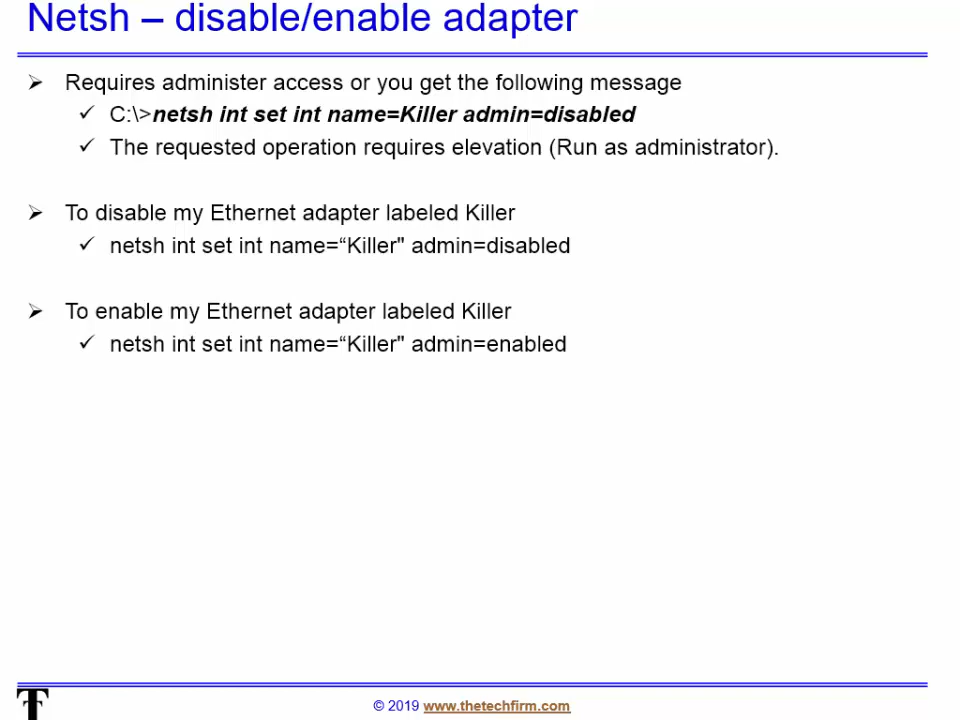 Netsh – disable/enable adapter
➢ Requires administer access or you get the following message
✓ C:\>netsh int set int name=Killer admin=disabled
✓ The requested operation requires elevation (Run as administrator).
➢ To disable my Ethernet adapter labeled Killer
✓ netsh int set int name=“Killer" admin=disabled
➢ To enable my Ethernet adapter labeled Killer
✓ netsh int set int name=“Killer" admin=enabled
© 2019 www.thetechfirm.com